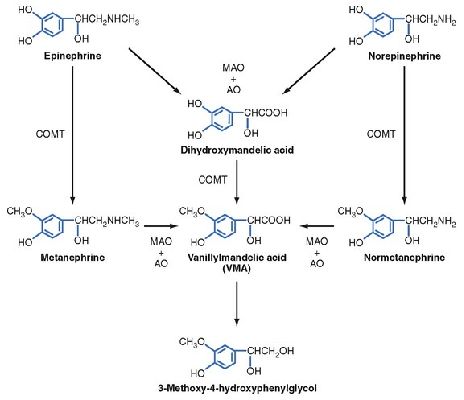 HO
CHCH₂NHCH₃
HO
OH
Epinephrine
HO
CHCH₂NH₂
HO
OH
Norepinephrine
MAO
+
AO
HO
CHCOOH
HO
OH
Dihydroxymandelic acid
COMT
COMT
COMT
CH₃O
CHCH₂NHCH₃
HO
OH
Metanephrine
MAO
+
AO
CH₃O
CHCOOH
HO
OH
Vanillylmandelic acid
(VMA)
MAO
+
AO
CH₃O
CHCH₂NH₂
HO
OH
Normetanephrine
CH₃O
CHCH₂OH
HO
OH
3-Methoxy-4-hydroxyphenylglycol